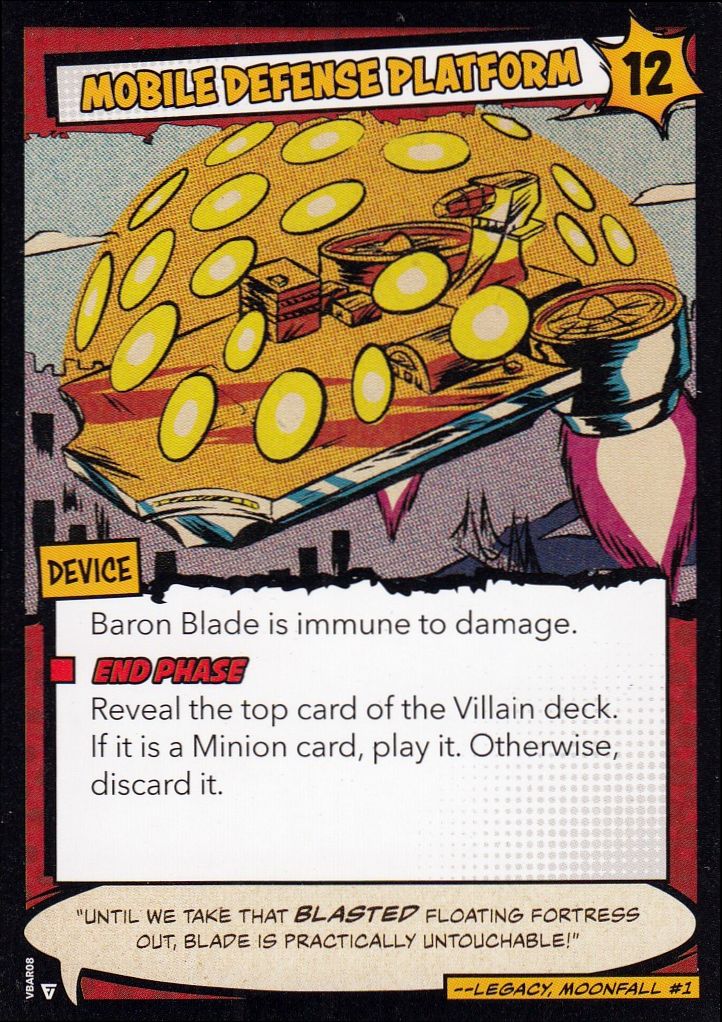 MOBILE DEFENSE PLATFORM
12
DEVICE
Baron Blade is immune to damage.
END PHASE
Reveal the top card of the Villain deck.
If it is a Minion card, play it. Otherwise,
discard it.
"UNTIL WE TAKE THAT BLASTED FLOATING FORTRESS
OUT, BLADE IS PRACTICALLY UNTOUCHABLE!"
--LEGACY, MOONFALL #1
VBAR08